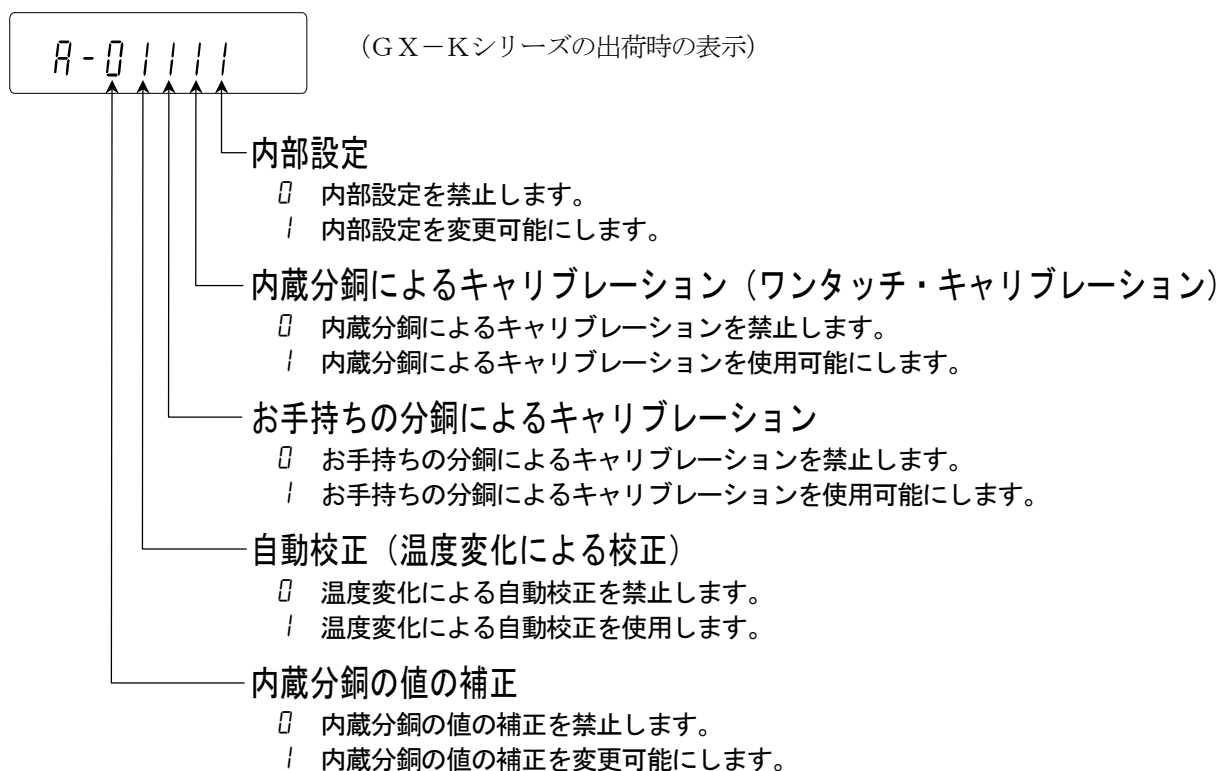 A-01111
（ＧＸ－Ｋシリーズの出荷時の表示）
内部設定
0 内部設定を禁止します。
1 内部設定を変更可能にします。
内蔵分銅によるキャリブレーション（ワンタッチ・キャリブレーション）
0 内蔵分銅によるキャリブレーションを禁止します。
1 内蔵分銅によるキャリブレーションを使用可能にします。
お手持ちの分銅によるキャリブレーション
0 お手持ちの分銅によるキャリブレーションを禁止します。
1 お手持ちの分銅によるキャリブレーションを使用可能にします。
自動校正（温度変化による校正）
0 温度変化による自動校正を禁止します。
1 温度変化による自動校正を使用します。
内蔵分銅の値の補正
0 内蔵分銅の値の補正を禁止します。
1 内蔵分銅の値の補正を変更可能にします。